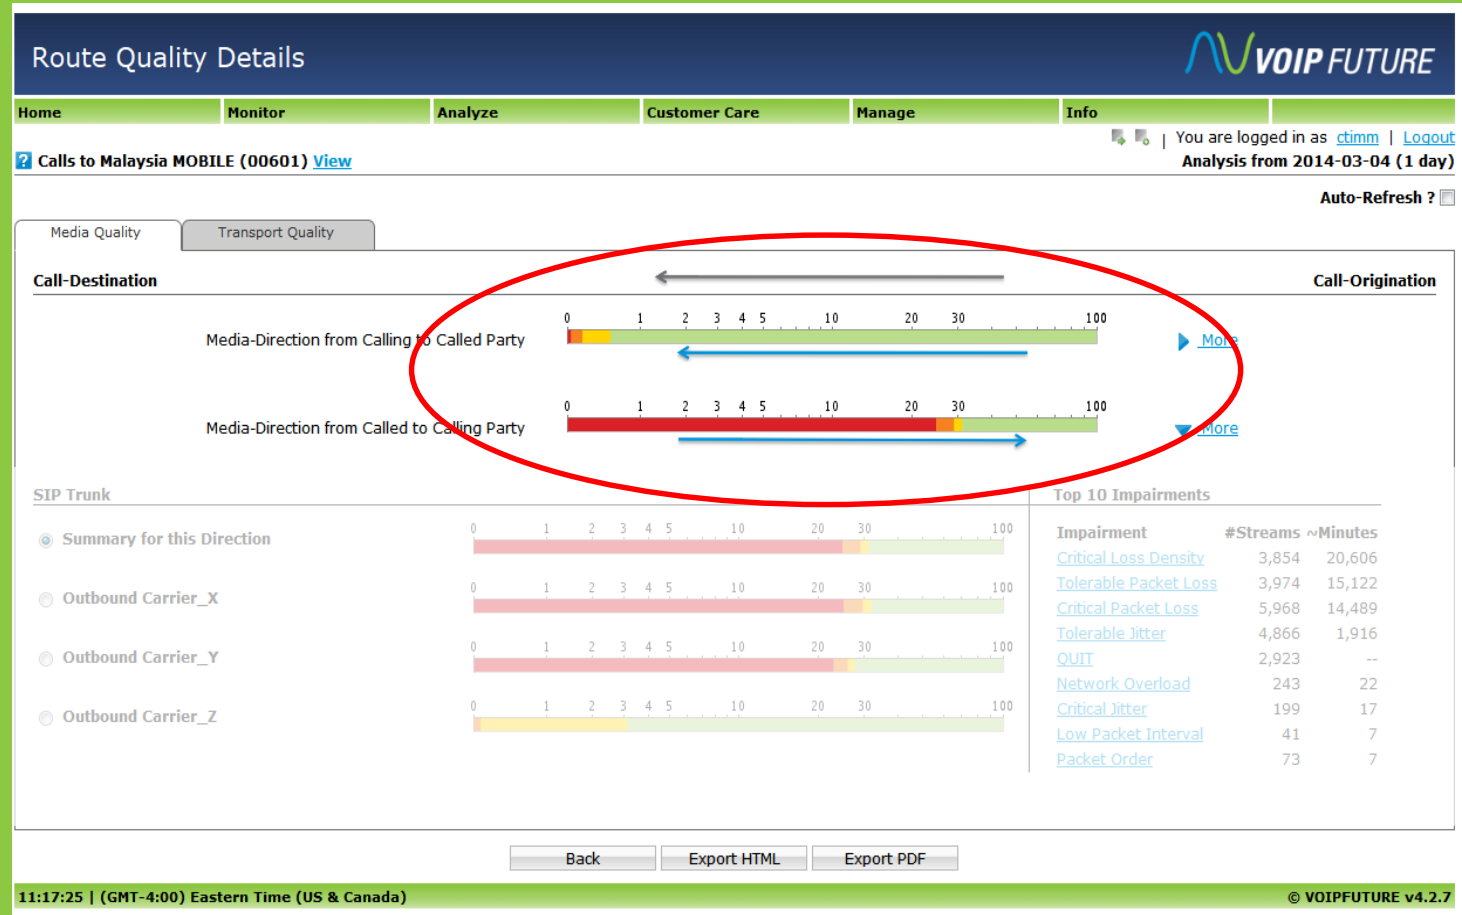 Route Quality Details
VOIPFUTURE
Home Monitor Analyze Customer Care Manage Info
You are logged in as ctimm | Logout
? Calls to Malaysia MOBILE (00601) View
Analysis from 2014-03-04 (1 day)
Auto-Refresh ?
Media Quality Transport Quality
Call-Destination Call-Origination
0 1 2 3 4 5 10 20 30 100
Media-Direction from Calling to Called Party More
0 1 2 3 4 5 10 20 30 100
Media-Direction from Called to Calling Party More
SIP Trunk Top 10 Impairments
0 1 2 3 4 5 10 20 30 100
Summary for this Direction
0 1 2 3 4 5 10 20 30 100
Outbound Carrier_X
0 1 2 3 4 5 10 20 30 100
Outbound Carrier_Y
0 1 2 3 4 5 10 20 30 100
Outbound Carrier_Z
Impairment #Streams ~Minutes
Critical Loss Density 3,854 20,606
Tolerable Packet Loss 3,974 15,122
Critical Packet Loss 5,968 14,489
Tolerable Jitter 4,866 1,916
QUIT 2,923 --
Network Overload 243 22
Critical Jitter 199 17
Low Packet Interval 41 7
Packet Order 73 7
Back Export HTML Export PDF
11:17:25 | (GMT-4:00) Eastern Time (US & Canada) © VOIPFUTURE v4.2.7